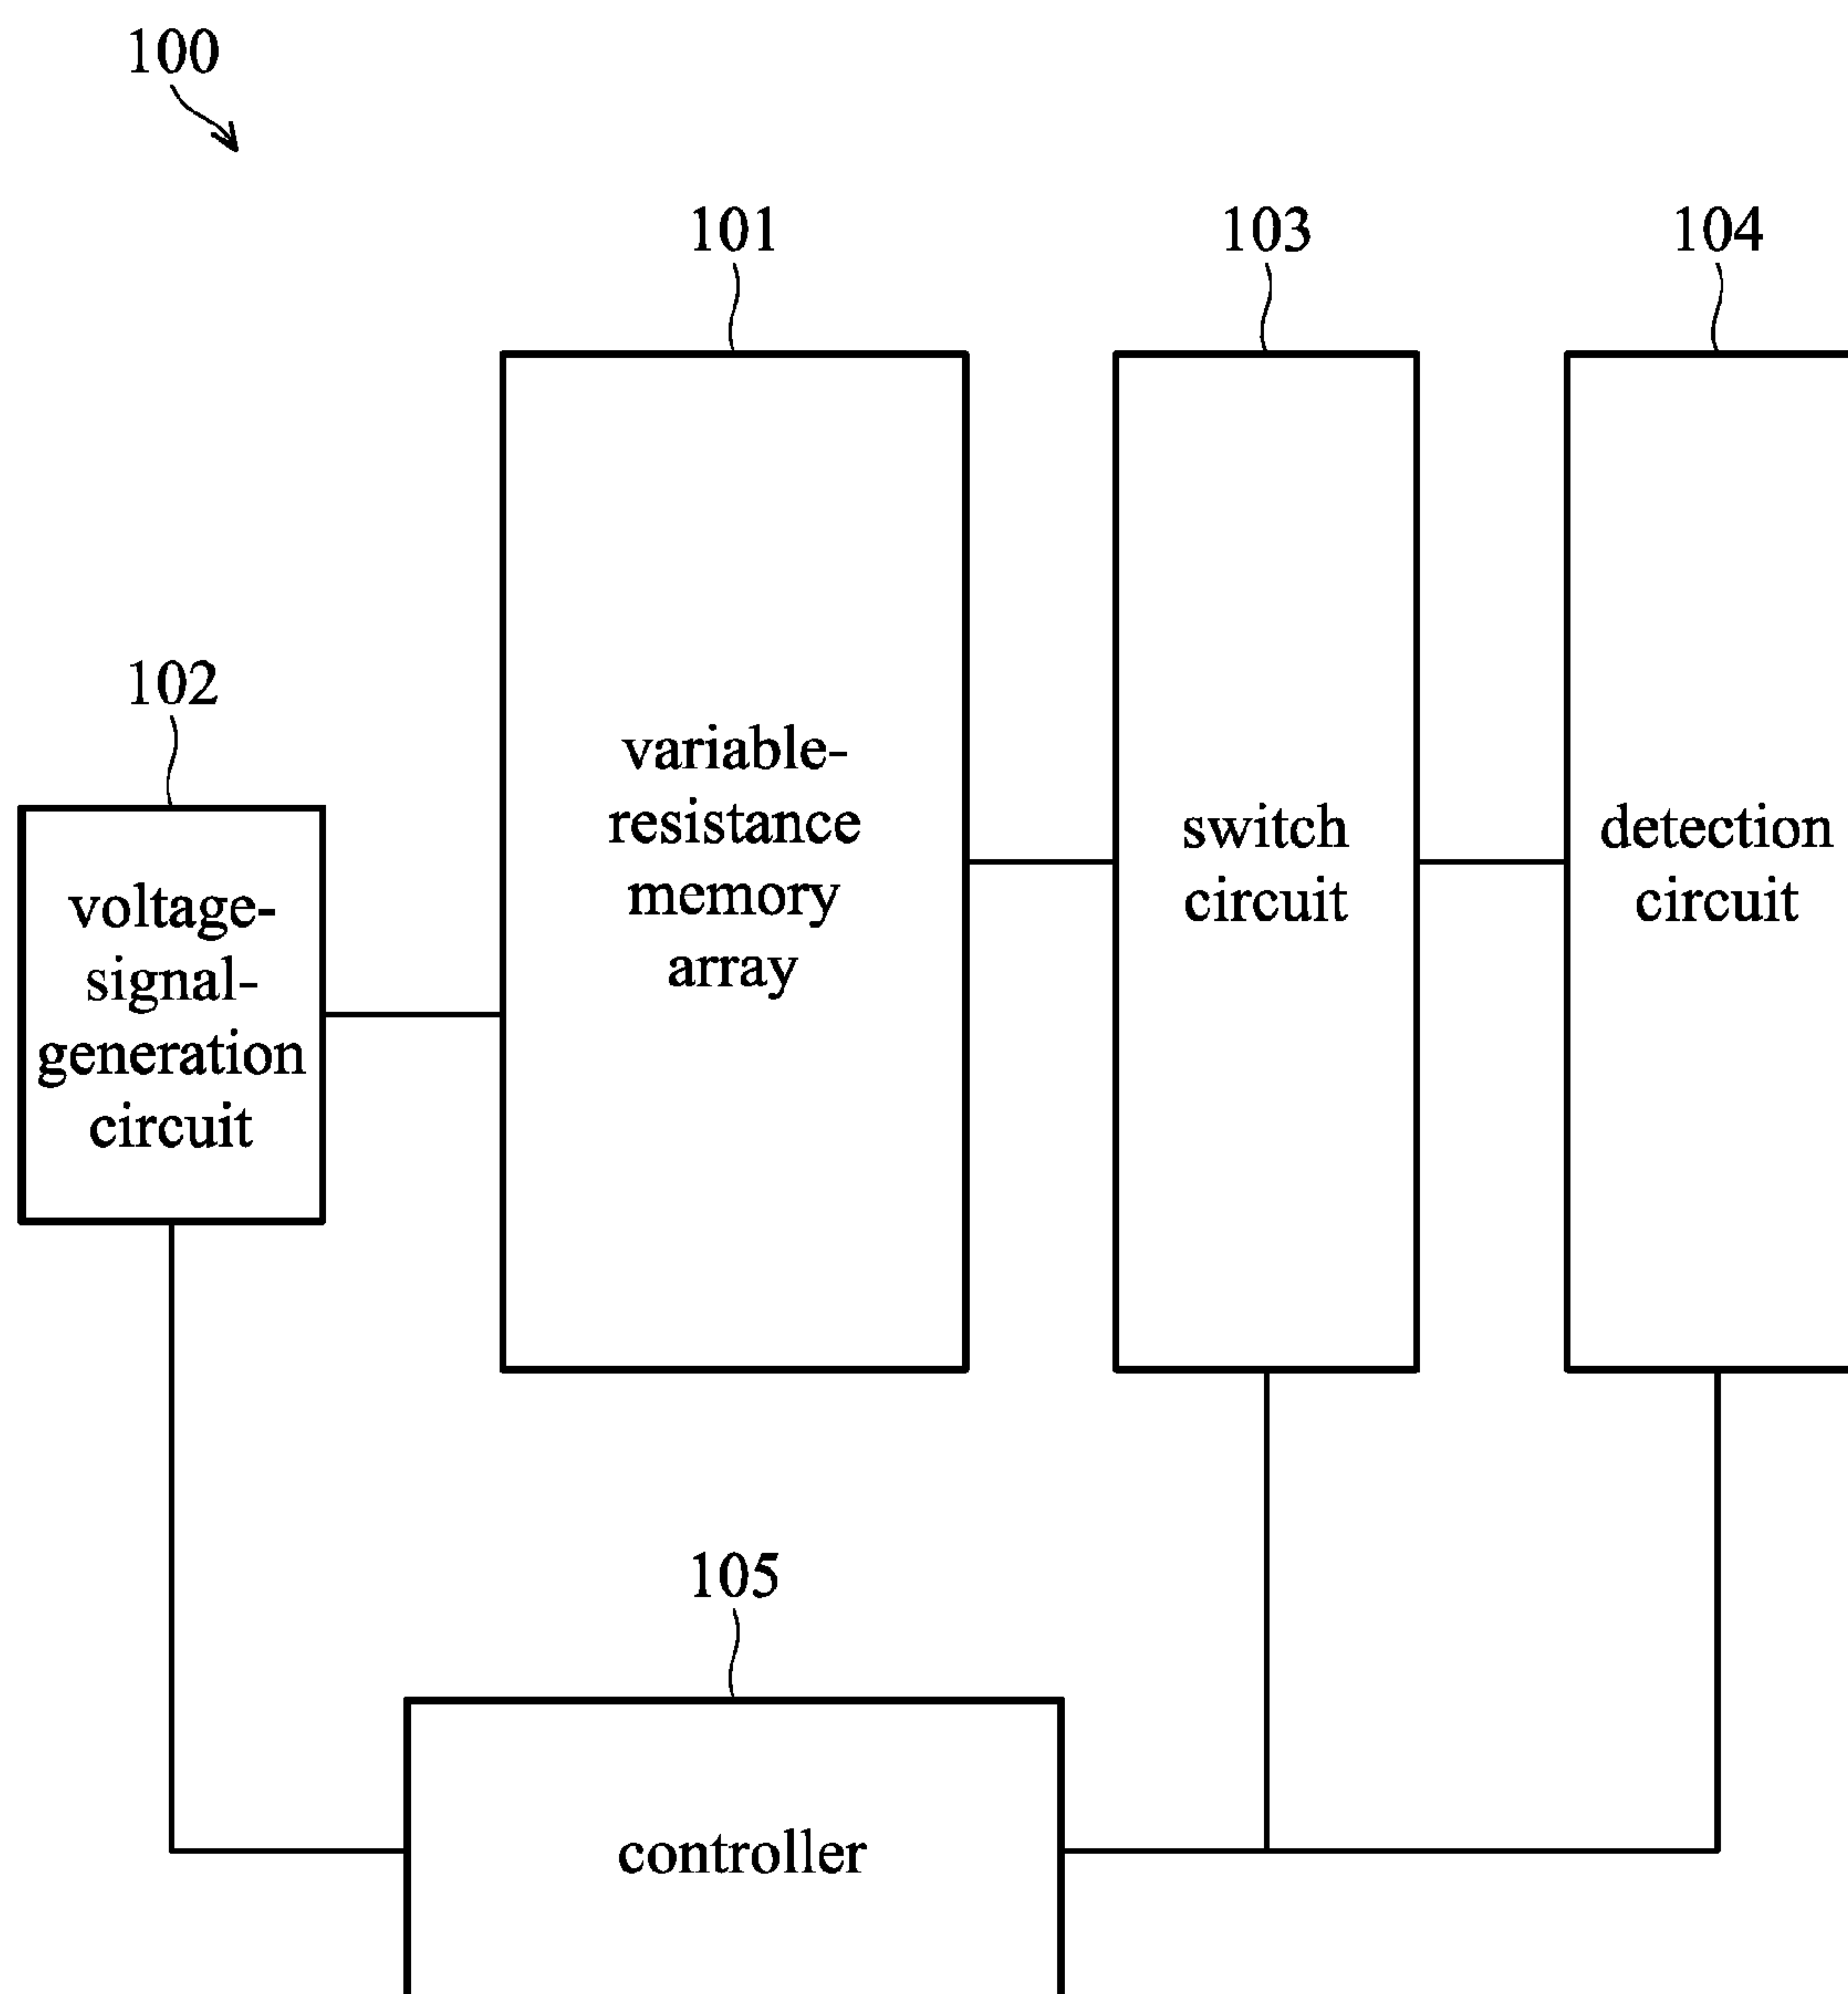 100
101
103
104
102
variable-
resistance
memory
array
switch
circuit
detection
circuit
voltage-
signal-
generation
circuit
105
controller